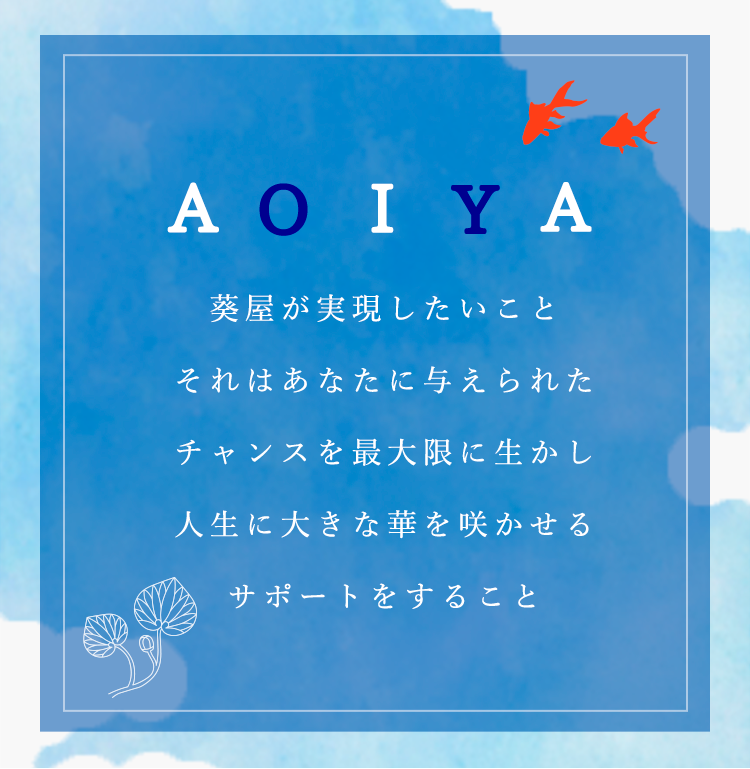 AOIYA
葵屋が実現したいこと
それはあなたに与えられた
チャンスを最大限に生かし
人生に大きな華を咲かせる
サポートをすること